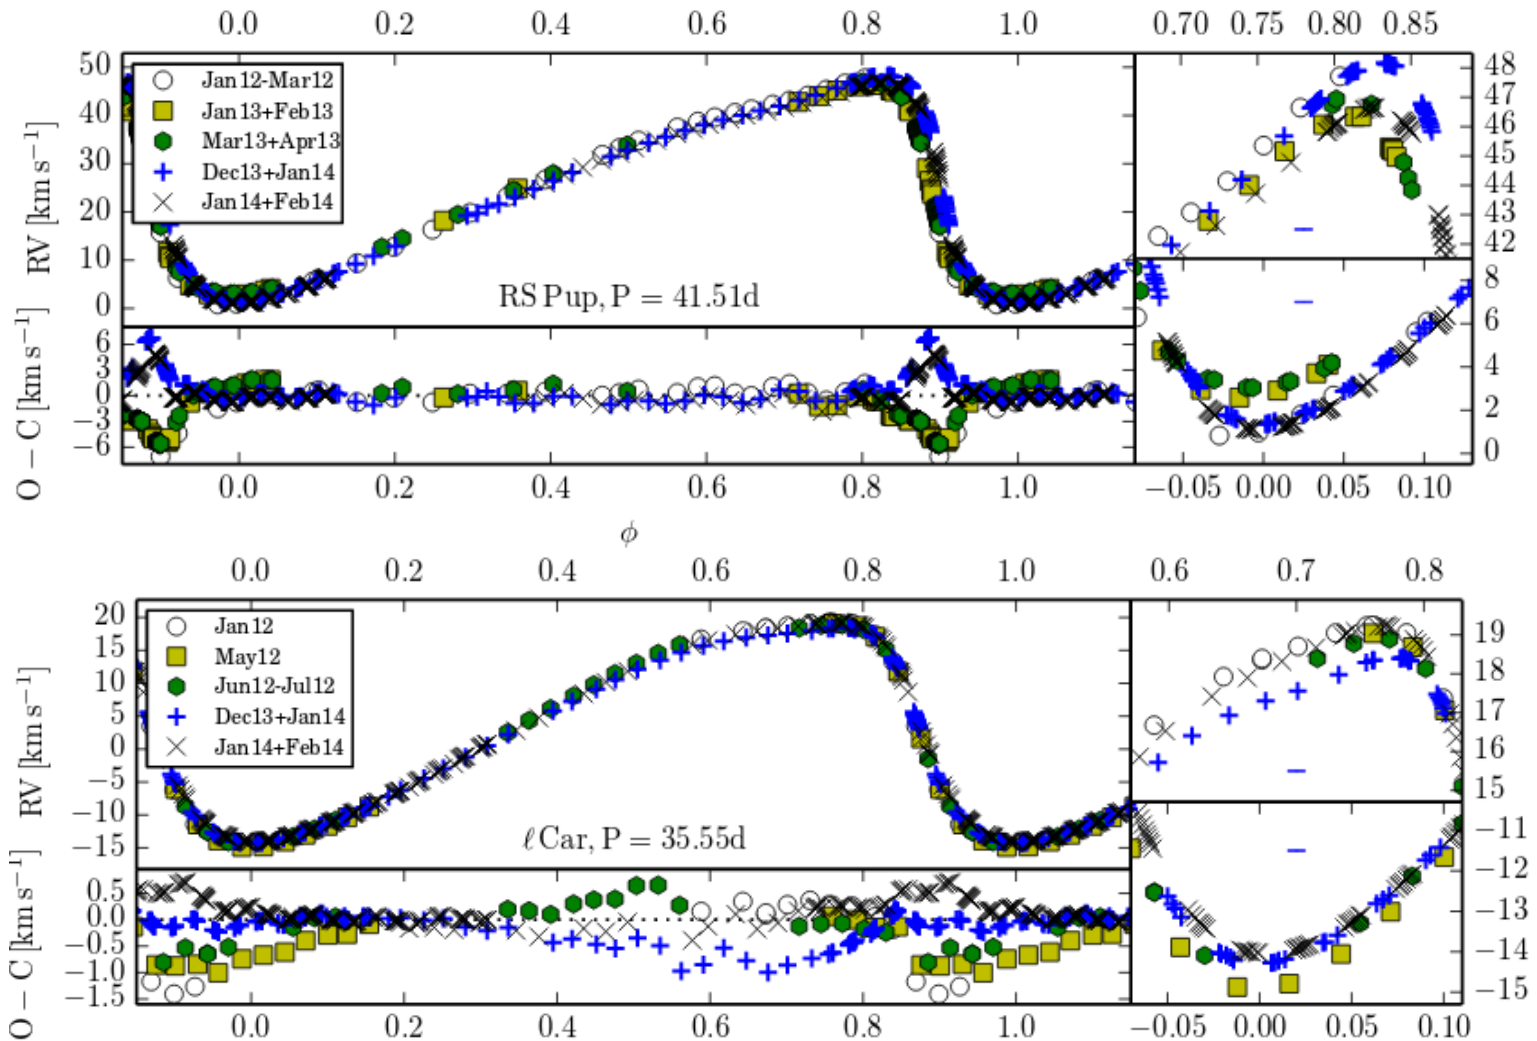 0.0 0.2 0.4 0.6 0.8 1.0 0.70 0.75 0.80 0.85
50
40
30
20
10
0
RV [km s⁻¹]
Jan12-Mar12
Jan13+Feb13
Mar13+Apr13
Dec13+Jan14
Jan14+Feb14
RS Pup, P = 41.51d
48
47
46
45
44
43
42
8
6
4
2
0
6
3
0
−3
−6
O − C [km s⁻¹]
0.0 0.2 0.4 0.6 0.8 1.0 −0.05 0.00 0.05 0.10
ϕ
0.0 0.2 0.4 0.6 0.8 1.0 0.6 0.7 0.8
20
15
10
5
0
−5
−10
−15
RV [km s⁻¹]
Jan12
May12
Jun12-Jul12
Dec13+Jan14
Jan14+Feb14
ℓ Car, P = 35.55d
19
18
17
16
15
−11
−12
−13
−14
−15
0.5
0.0
−0.5
−1.0
−1.5
O − C [km s⁻¹]
0.0 0.2 0.4 0.6 0.8 1.0 −0.05 0.00 0.05 0.10